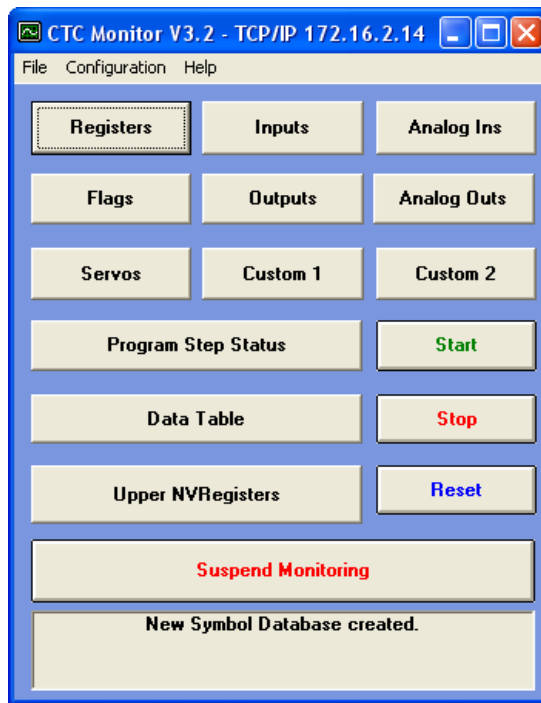 CTC Monitor V3.2 - TCP/IP 172.16.2.14
File Configuration Help
Registers Inputs Analog Ins
Flags Outputs Analog Outs
Servos Custom 1 Custom 2
Program Step Status Start
Data Table Stop
Upper NVRegisters Reset
Suspend Monitoring
New Symbol Database created.